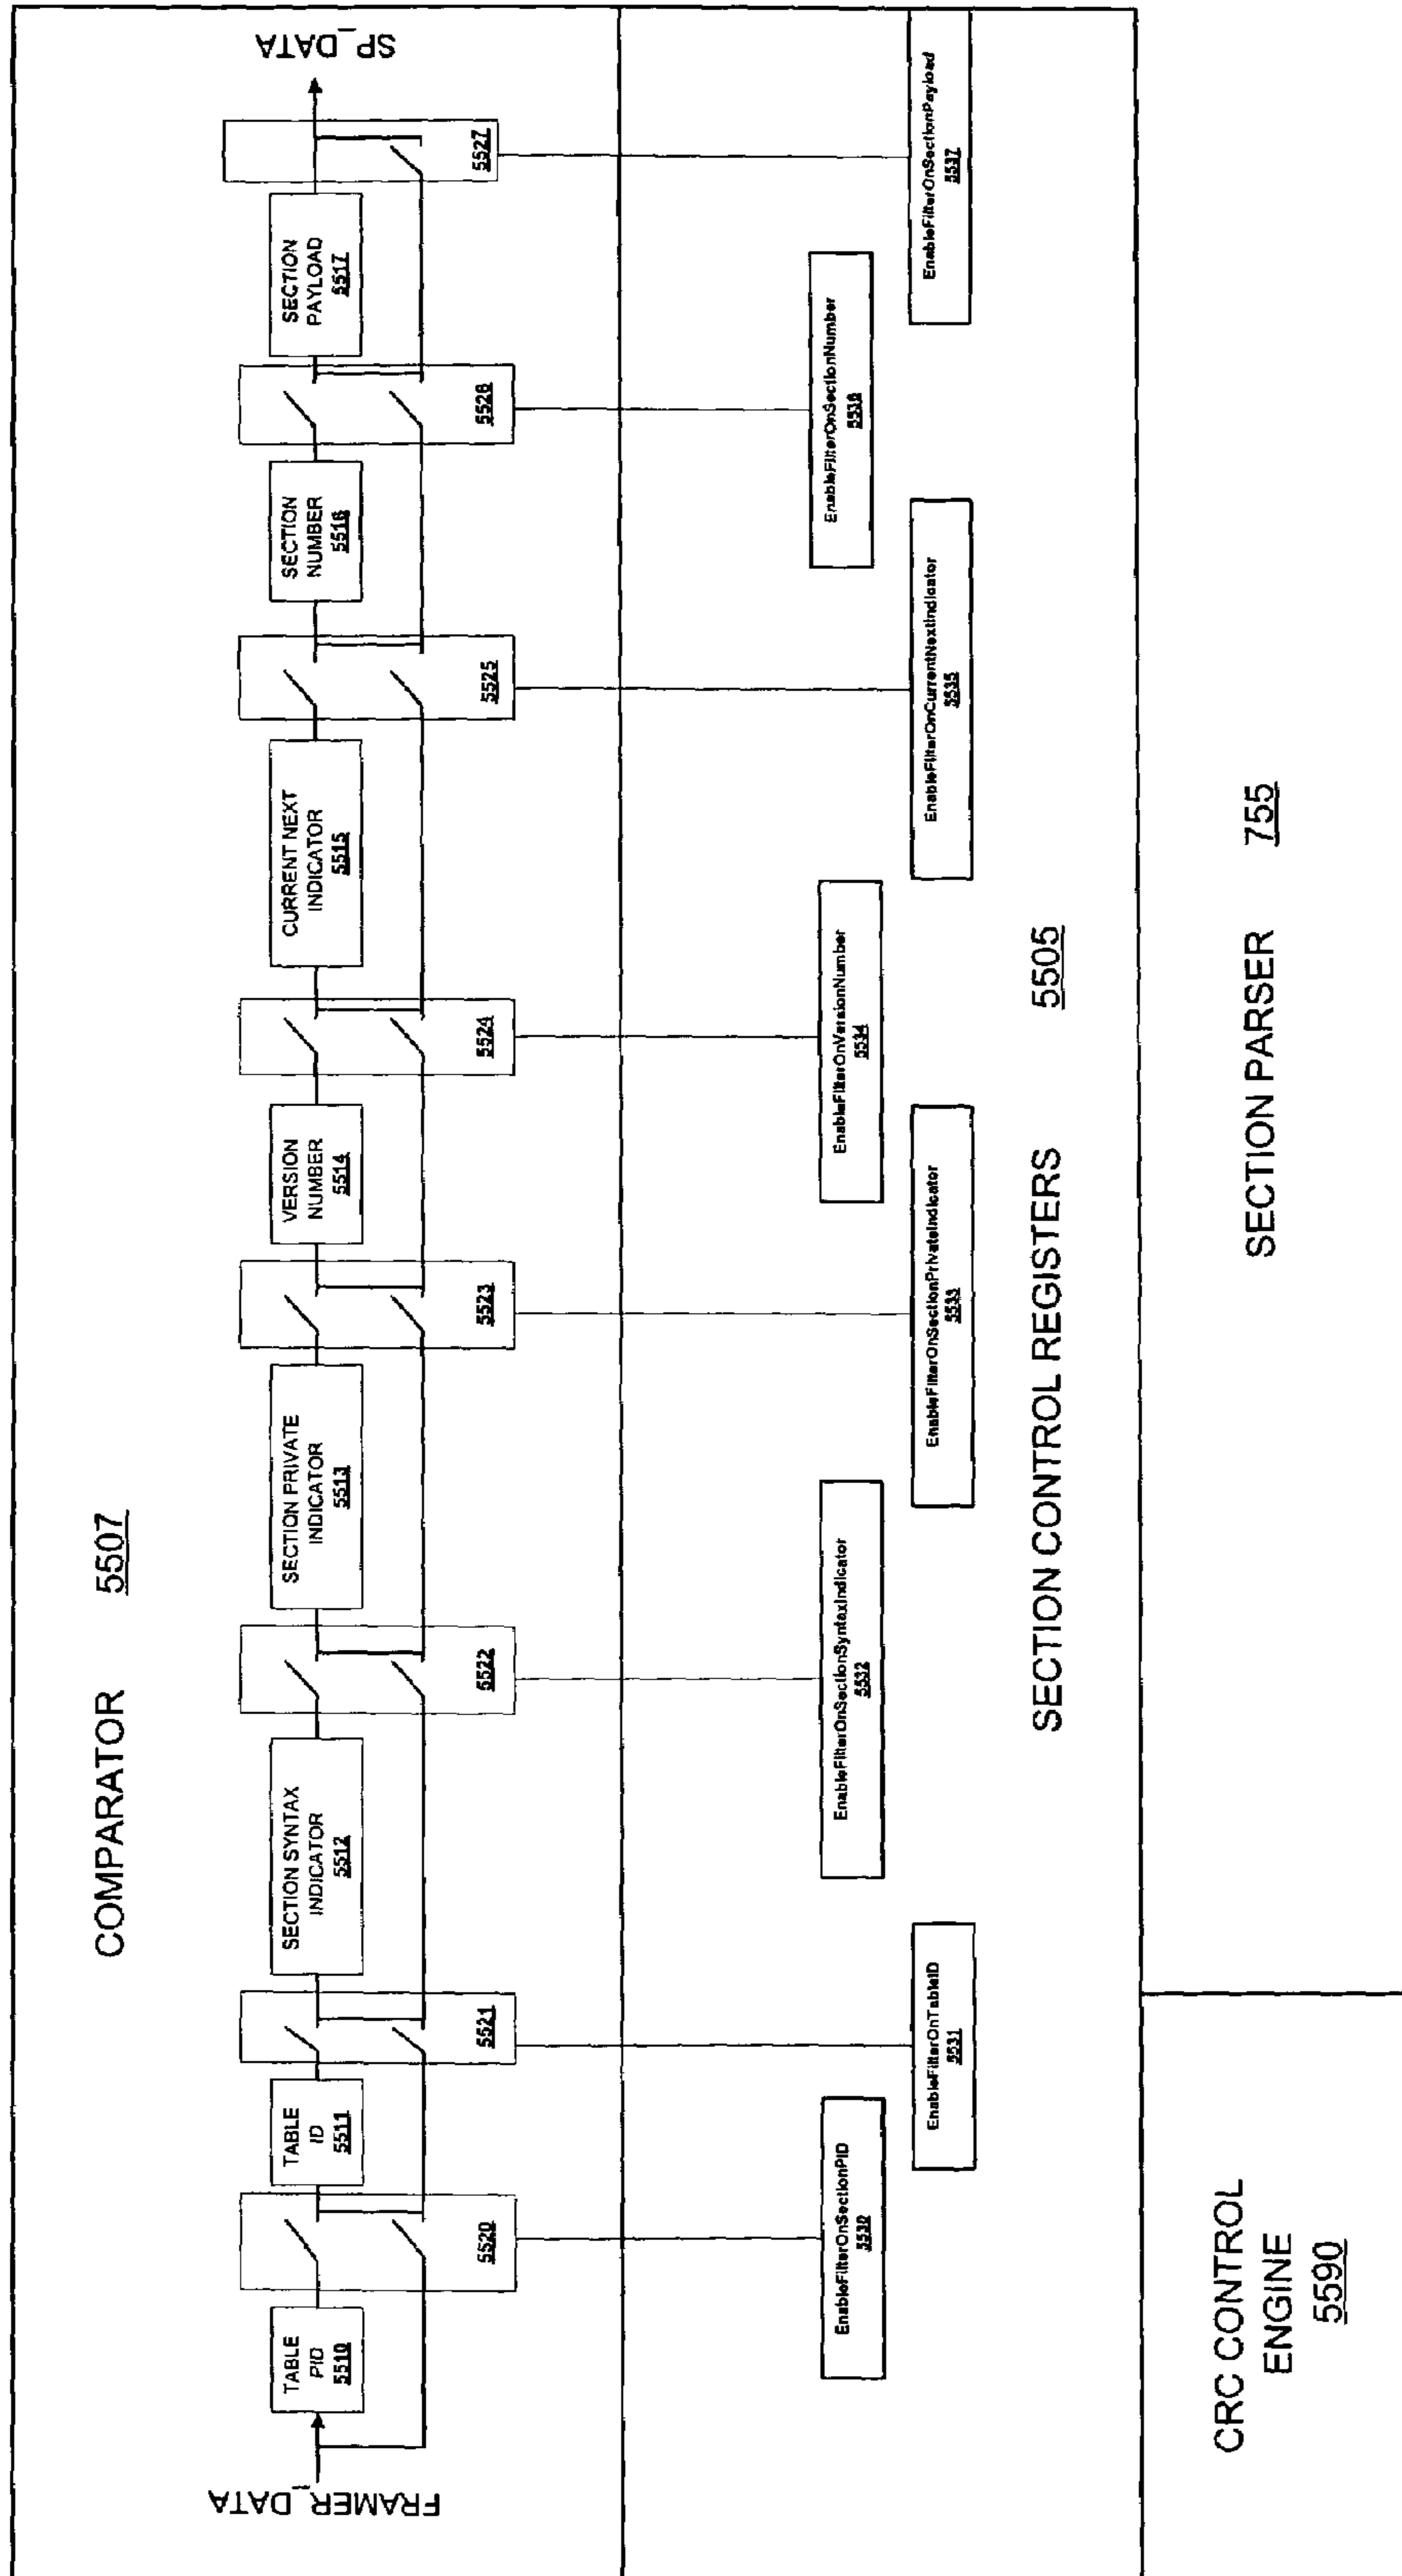 COMPARATOR 5507
FRAMER_DATA
TABLE
PID
5510
5520
TABLE
ID
5511
5521
SECTION SYNTAX
INDICATOR
5512
5522
SECTION PRIVATE
INDICATOR
5513
5523
VERSION
NUMBER
5514
5524
CURRENT NEXT
INDICATOR
5515
5525
SECTION
NUMBER
5516
5526
SECTION
PAYLOAD
5517
5527
SP_DATA
EnableFilterOnSectionPID
5530
EnableFilterOnTableID
5531
EnableFilterOnSectionSyntaxIndicator
5532
EnableFilterOnSectionPrivateIndicator
5533
EnableFilterOnVersionNumber
5534
EnableFilterOnCurrentNextIndicator
5535
EnableFilterOnSectionNumber
5536
EnableFilterOnSectionPayload
5537
SECTION CONTROL REGISTERS 5505
CRC CONTROL
ENGINE
5590
SECTION PARSER 755